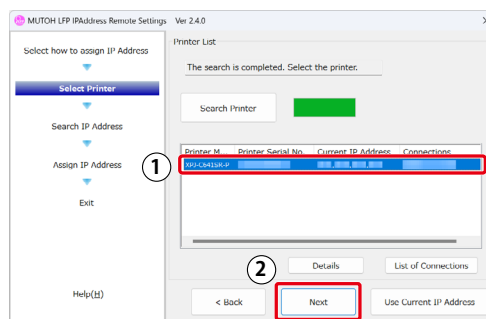 MUTOH LFP IPAddress Remote Settings Ver 2.4.0
Select how to assign IP Address
Select Printer
Search IP Address
Assign IP Address
Exit
Help(H)
Printer List
The search is completed. Select the printer.
Search Printer
Printer M... Printer Serial No. Current IP Address Connections
XPJ-C641SR-P
①
②
Details
List of Connections
< Back
Next
Use Current IP Address